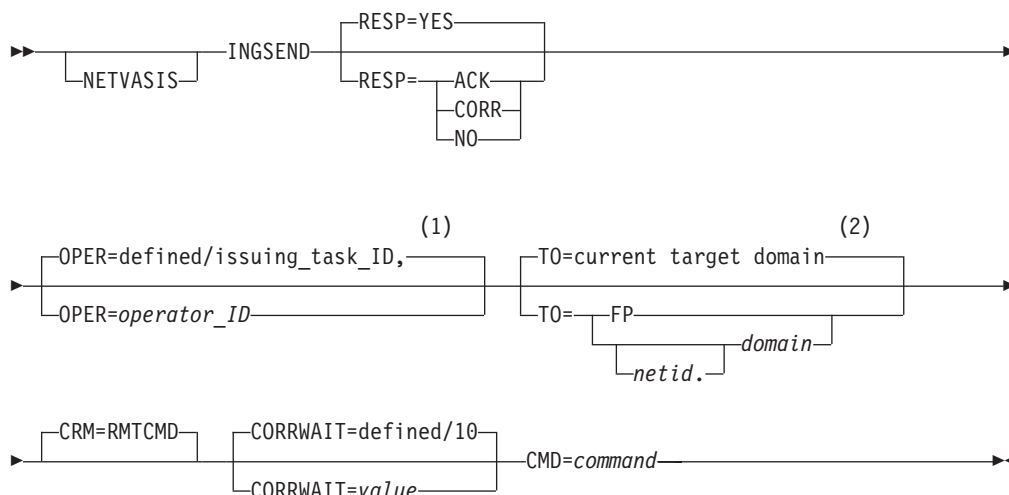 RESP=YES
INGSEND
NETVASIS
RESP=
ACK
CORR
NO
(1)
(2)
OPER=defined/issuing_task_ID,
TO=current target domain
OPER=operator_ID
TO=
FP
domain
netid.
CRM=RMTCMD
CORRWAIT=defined/10
CMD=command
CORRWAIT=value